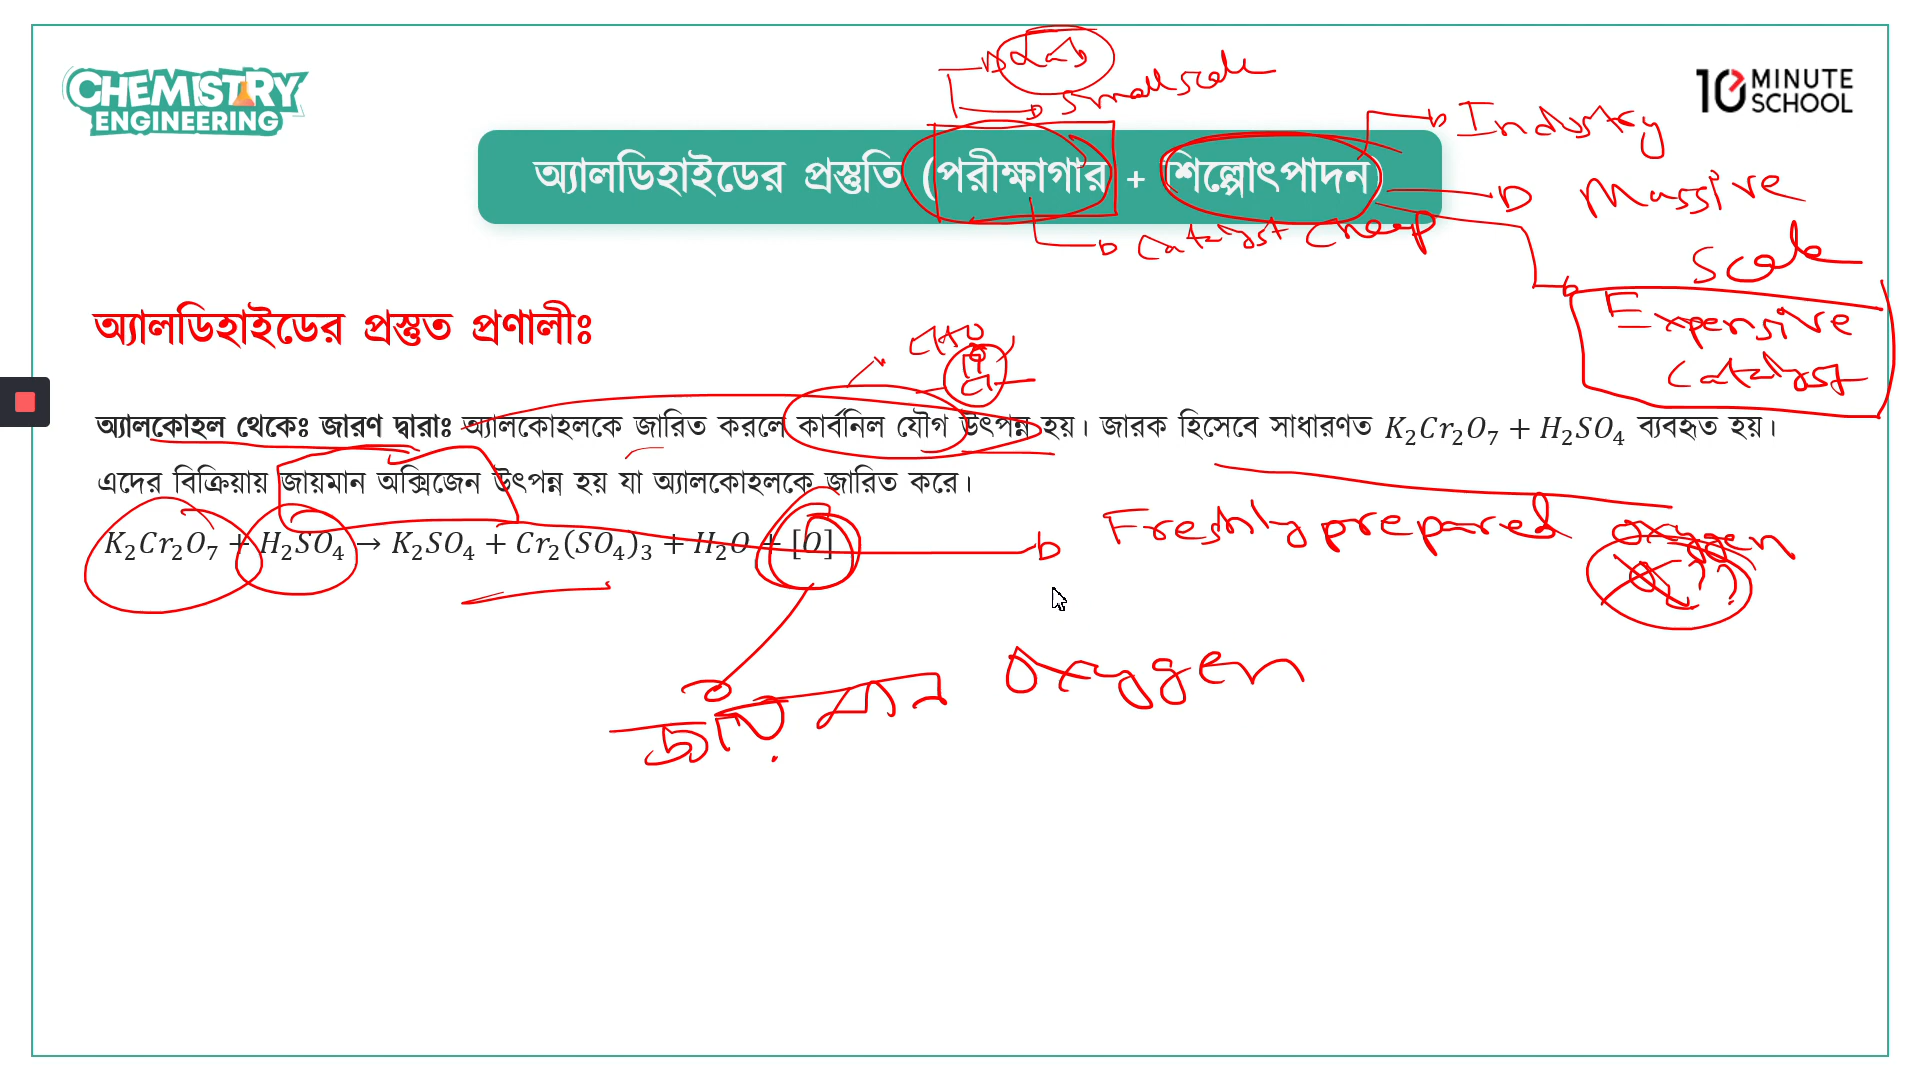 CHEMISTRY
ENGINEERING
10 MINUTE
SCHOOL
Lab
Small scale
Industry
অ্যালডিহাইডের প্রস্তুতি (পরীক্ষাগার + শিল্পোৎপাদন)
Massive
scale
Catalyst cheap
Expensive
catalyst
অ্যালডিহাইডের প্রস্তুত প্রণালীঃ
CHO
অ্যালকোহল থেকেঃ জারণ দ্বারাঃ অ্যালকোহলকে জারিত করলে কার্বনিল যৌগ উৎপন্ন হয়। জারক হিসেবে সাধারণত K₂Cr₂O₇ + H₂SO₄ ব্যবহৃত হয়।
এদের বিক্রিয়ায় জায়মান অক্সিজেন উৎপন্ন হয় যা অ্যালকোহলকে জারিত করে।
K₂Cr₂O₇ + H₂SO₄ → K₂SO₄ + Cr₂(SO₄)₃ + H₂O + [O]
Freshly prepared oxygen
O₂??
জায়মান oxygen